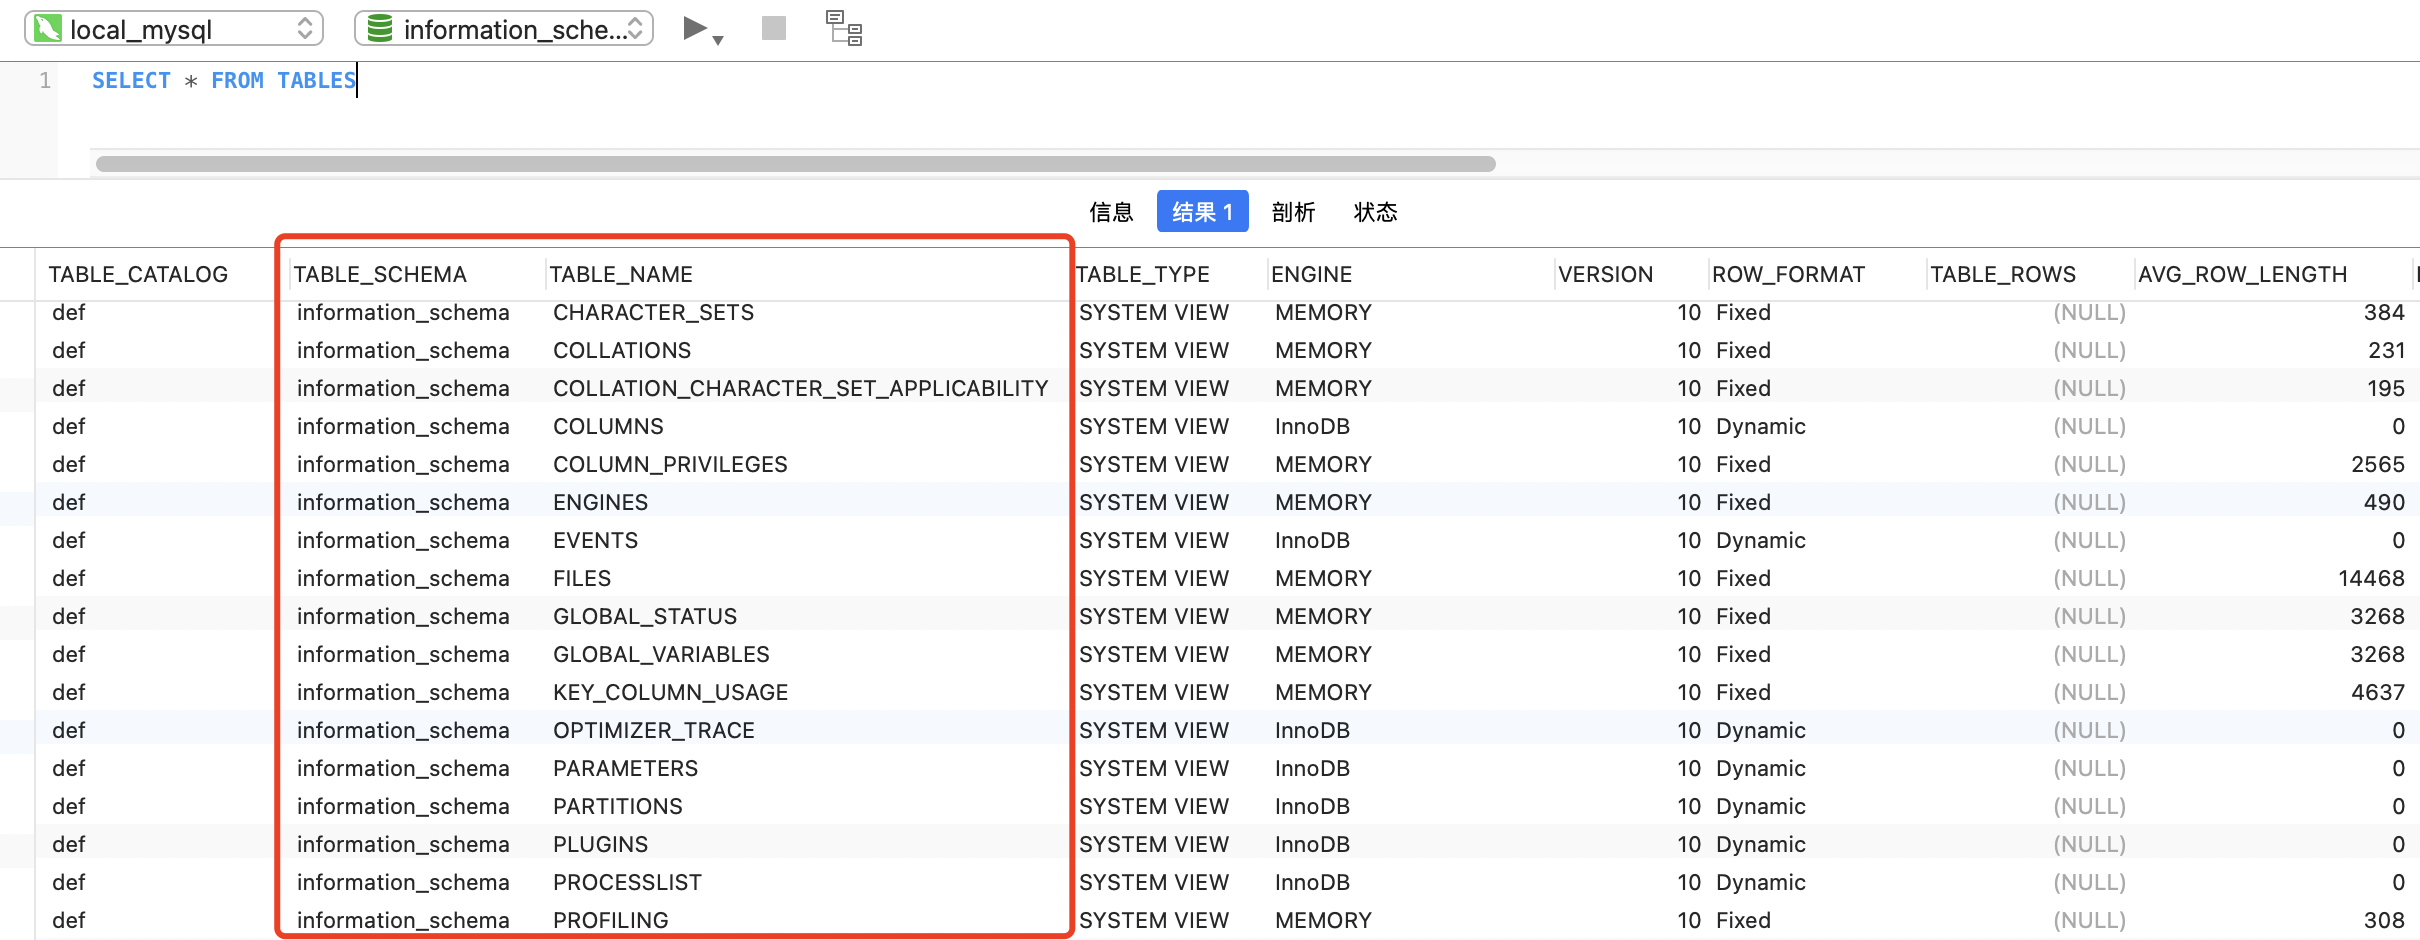 local_mysql information_sche...
1 SELECT * FROM TABLES
信息 结果 1 剖析 状态
TABLE_CATALOG TABLE_SCHEMA TABLE_NAME TABLE_TYPE ENGINE VERSION ROW_FORMAT TABLE_ROWS AVG_ROW_LENGTH
def information_schema CHARACTER_SETS SYSTEM VIEW MEMORY 10 Fixed (NULL) 384
def information_schema COLLATIONS SYSTEM VIEW MEMORY 10 Fixed (NULL) 231
def information_schema COLLATION_CHARACTER_SET_APPLICABILITY SYSTEM VIEW MEMORY 10 Fixed (NULL) 195
def information_schema COLUMNS SYSTEM VIEW InnoDB 10 Dynamic (NULL) 0
def information_schema COLUMN_PRIVILEGES SYSTEM VIEW MEMORY 10 Fixed (NULL) 2565
def information_schema ENGINES SYSTEM VIEW MEMORY 10 Fixed (NULL) 490
def information_schema EVENTS SYSTEM VIEW InnoDB 10 Dynamic (NULL) 0
def information_schema FILES SYSTEM VIEW MEMORY 10 Fixed (NULL) 14468
def information_schema GLOBAL_STATUS SYSTEM VIEW MEMORY 10 Fixed (NULL) 3268
def information_schema GLOBAL_VARIABLES SYSTEM VIEW MEMORY 10 Fixed (NULL) 3268
def information_schema KEY_COLUMN_USAGE SYSTEM VIEW MEMORY 10 Fixed (NULL) 4637
def information_schema OPTIMIZER_TRACE SYSTEM VIEW InnoDB 10 Dynamic (NULL) 0
def information_schema PARAMETERS SYSTEM VIEW InnoDB 10 Dynamic (NULL) 0
def information_schema PARTITIONS SYSTEM VIEW InnoDB 10 Dynamic (NULL) 0
def information_schema PLUGINS SYSTEM VIEW InnoDB 10 Dynamic (NULL) 0
def information_schema PROCESSLIST SYSTEM VIEW InnoDB 10 Dynamic (NULL) 0
def information_schema PROFILING SYSTEM VIEW MEMORY 10 Fixed (NULL) 308